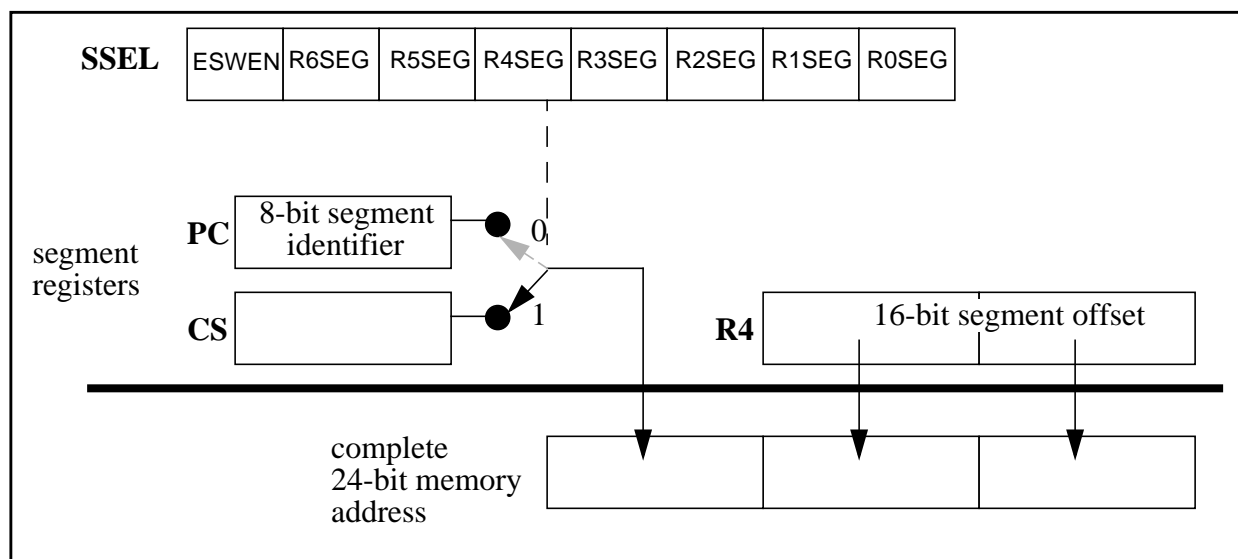 SSEL ESWEN R6SEG R5SEG R4SEG R3SEG R2SEG R1SEG R0SEG
PC 8-bit segment 0
identifier
segment
registers
CS 1 R4 16-bit segment offset
complete
24-bit memory
address